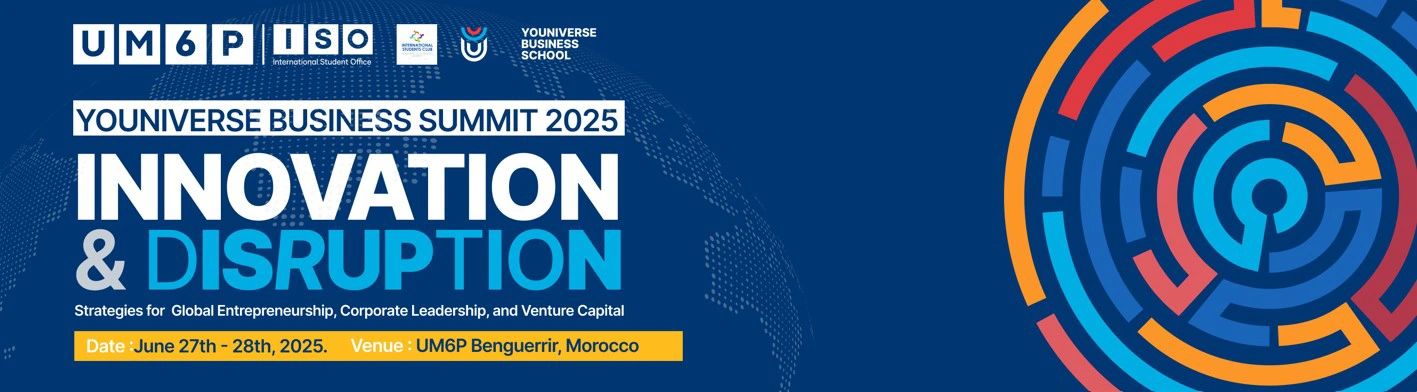 UM6P
ISO
International Student Office
INTERNATIONAL
STUDENTS CLUB
YOUNIVERSE
BUSINESS
SCHOOL
YOUNIVERSE BUSINESS SUMMIT 2025
INNOVATION
& DISRUPTION
Strategies for Global Entrepreneurship, Corporate Leadership, and Venture Capital
Date :June 27th - 28th, 2025. Venue : UM6P Benguerrir, Morocco